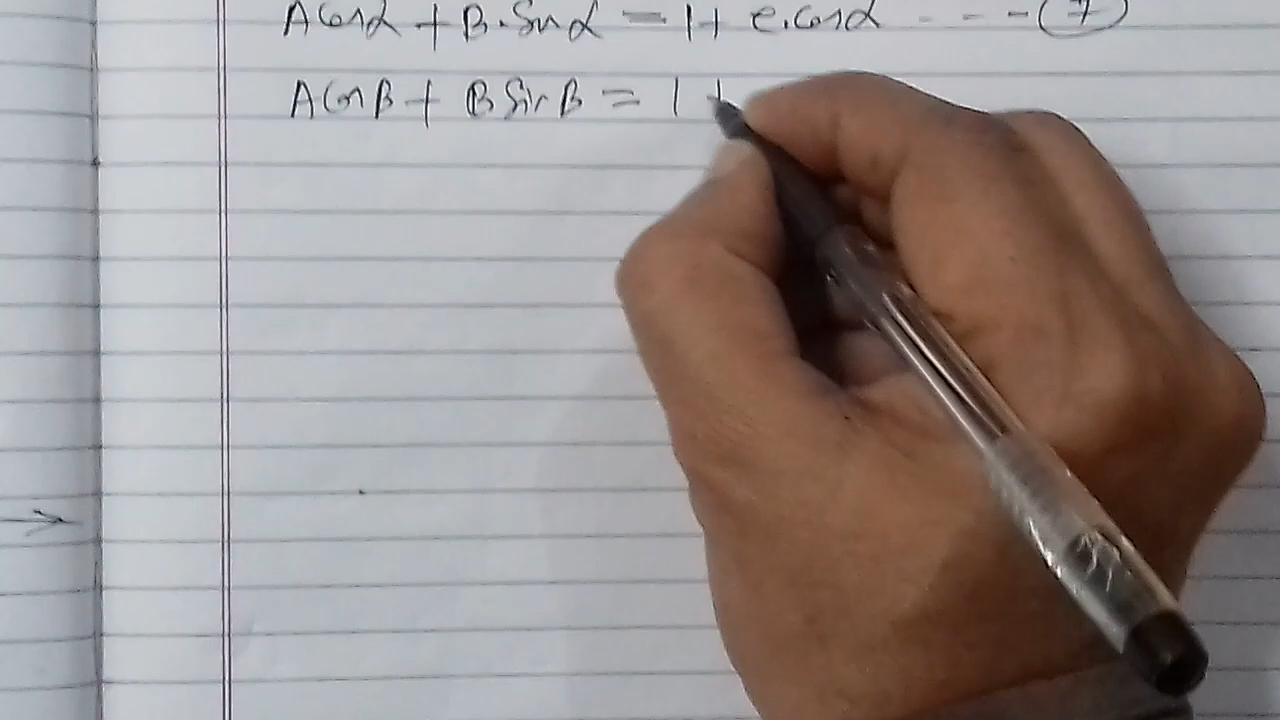 A cos α + B. Sin α = 1 + e. cos α - - - (7)
A cos β + B Sin β = 1 +